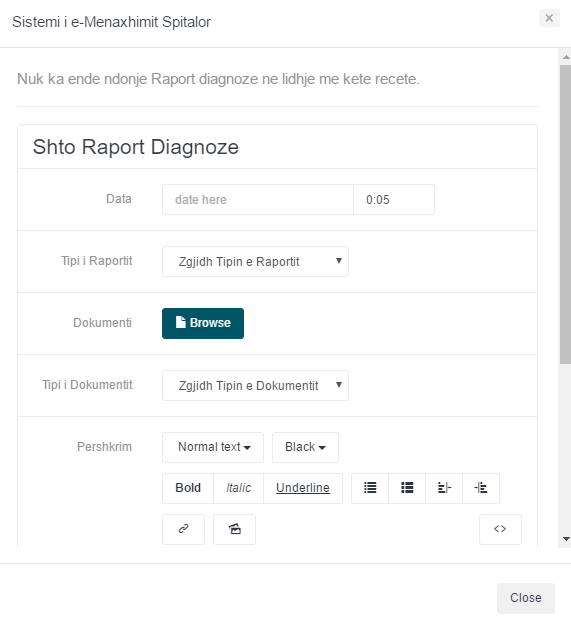 Sistemi i e-Menaxhimit Spitalor
×
Nuk ka ende ndonje Raport diagnoze ne lidhje me kete recete.
Shto Raport Diagnoze
Data
date here
0:05
Tipi i Raportit
Zgjidh Tipin e Raportit
Dokumenti
Browse
Tipi i Dokumentit
Zgjidh Tipin e Dokumentit
Pershkrim
Normal text
Black
Bold
Italic
Underline
Close